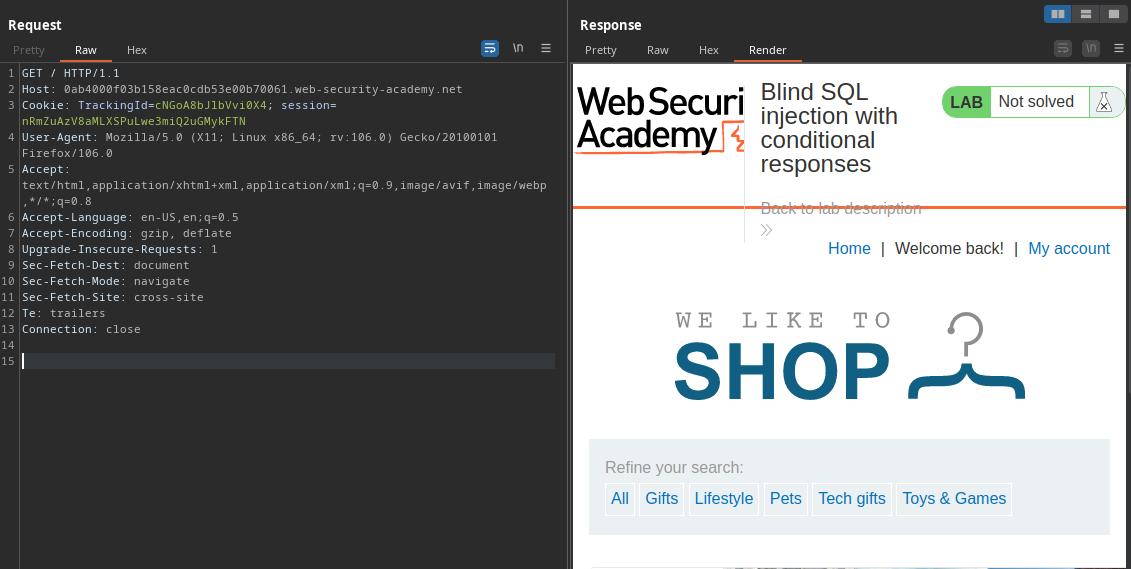 Request
Pretty Raw Hex \n
1 GET / HTTP/1.1
2 Host: 0ab4000f03b158eac0cdb53e00b70061.web-security-academy.net
3 Cookie: TrackingId=cNGoA8bJlbVvi0X4; session=
nRmZuAzV8aMLXSPuLwe3miQ2uGMykFTN
4 User-Agent: Mozilla/5.0 (X11; Linux x86_64; rv:106.0) Gecko/20100101
Firefox/106.0
5 Accept:
text/html,application/xhtml+xml,application/xml;q=0.9,image/avif,image/webp
,*/*;q=0.8
6 Accept-Language: en-US,en;q=0.5
7 Accept-Encoding: gzip, deflate
8 Upgrade-Insecure-Requests: 1
9 Sec-Fetch-Dest: document
10 Sec-Fetch-Mode: navigate
11 Sec-Fetch-Site: cross-site
12 Te: trailers
13 Connection: close
14
15
Response
Pretty Raw Hex Render \n
Web Securi
Academy
Blind SQL
injection with
conditional
responses
LAB Not solved
Back to lab description
Home | Welcome back! | My account
WE LIKE TO
SHOP
Refine your search:
All Gifts Lifestyle Pets Tech gifts Toys & Games